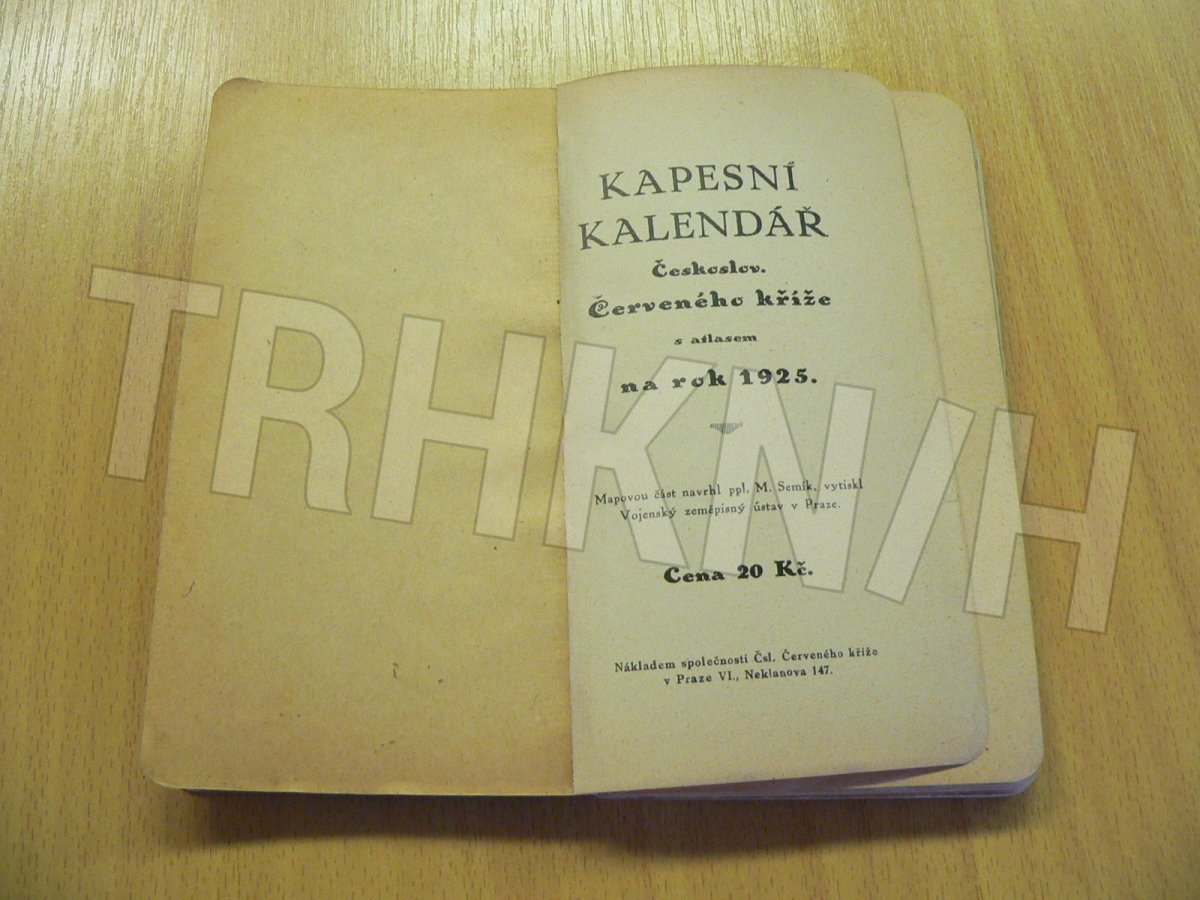 KAPESNÍ
KALENDÁŘ
Českoslov.
Červeného kříže
s atlasem
na rok 1925.
Mapovou část navrhl ppl. M. Semík, vytiskl
Vojenský zeměpisný ústav v Praze.
Cena 20 Kč.
Nákladem společnosti Čsl. Červeného kříže
v Praze VI., Neklanova 147.
TRHKNIH